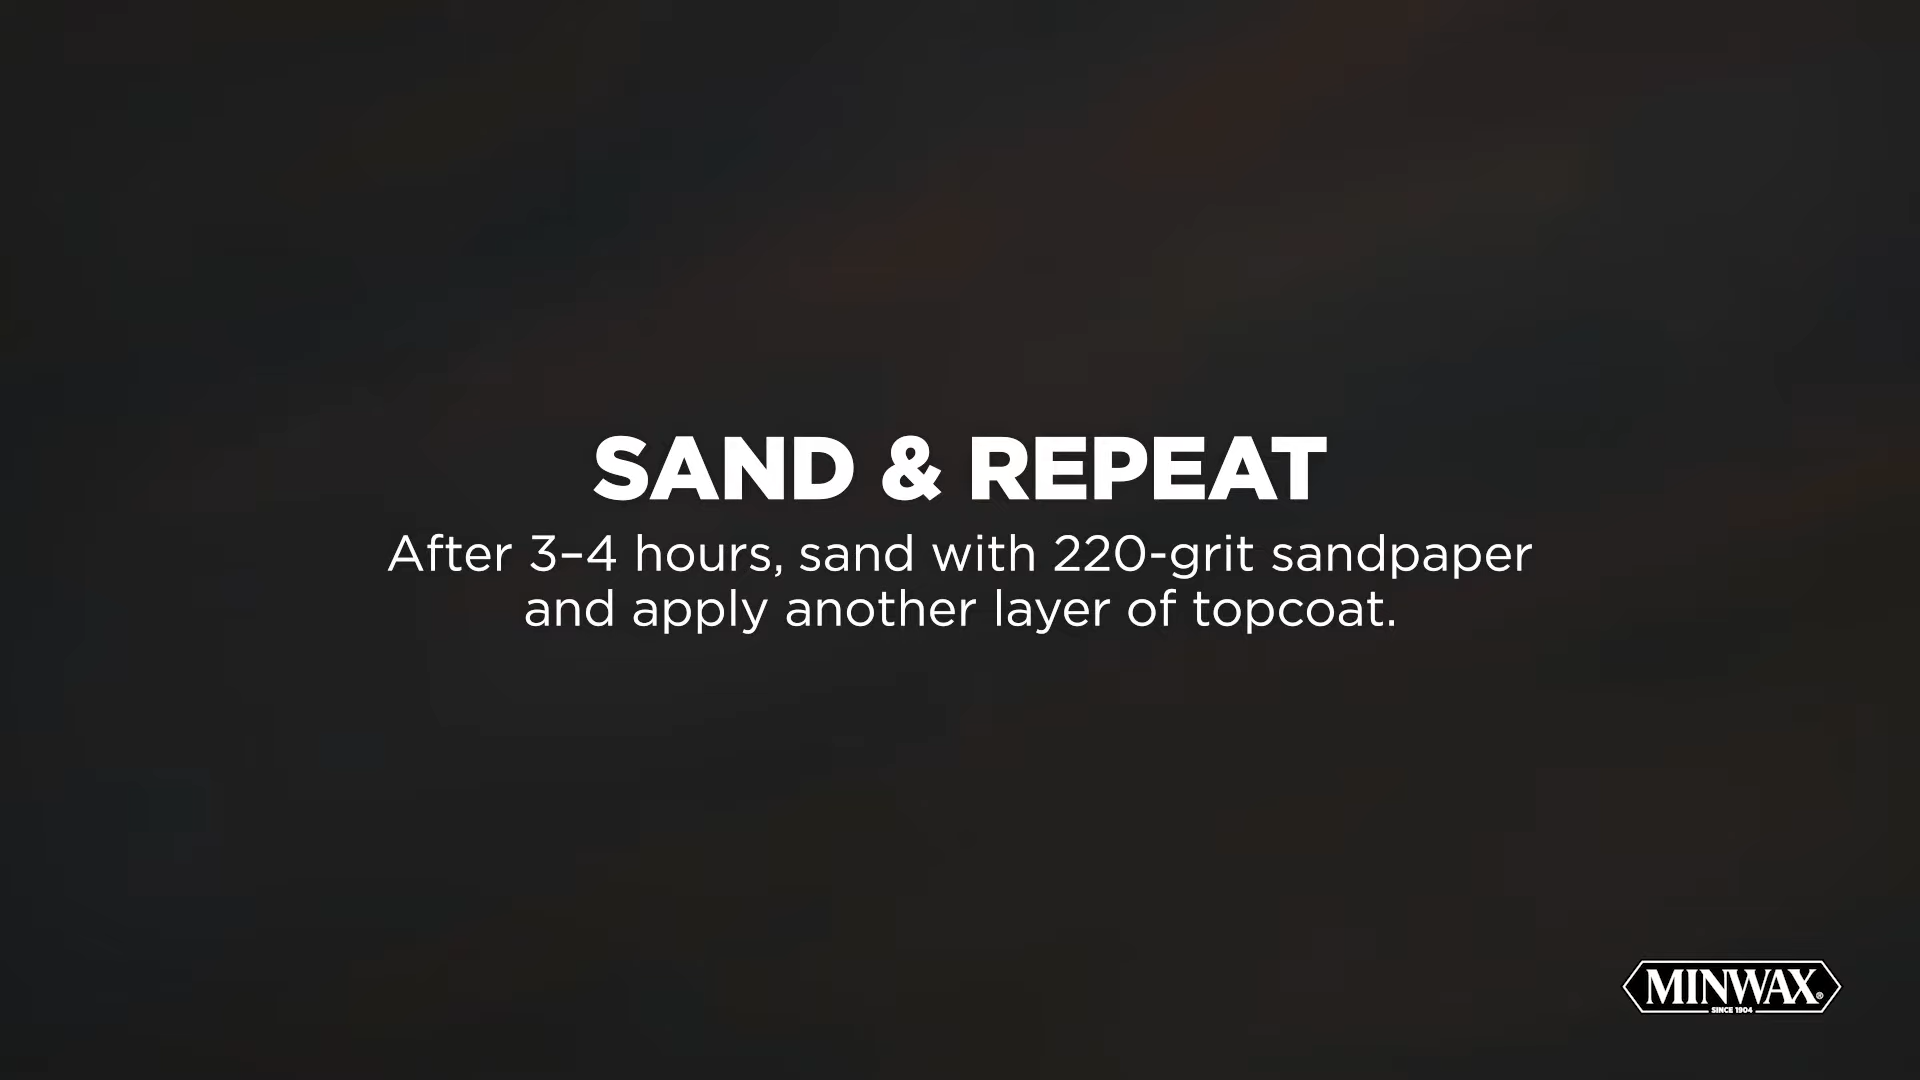 SAND & REPEAT
After 3–4 hours, sand with 220-grit sandpaper
and apply another layer of topcoat.
MINWAX®
SINCE 1904